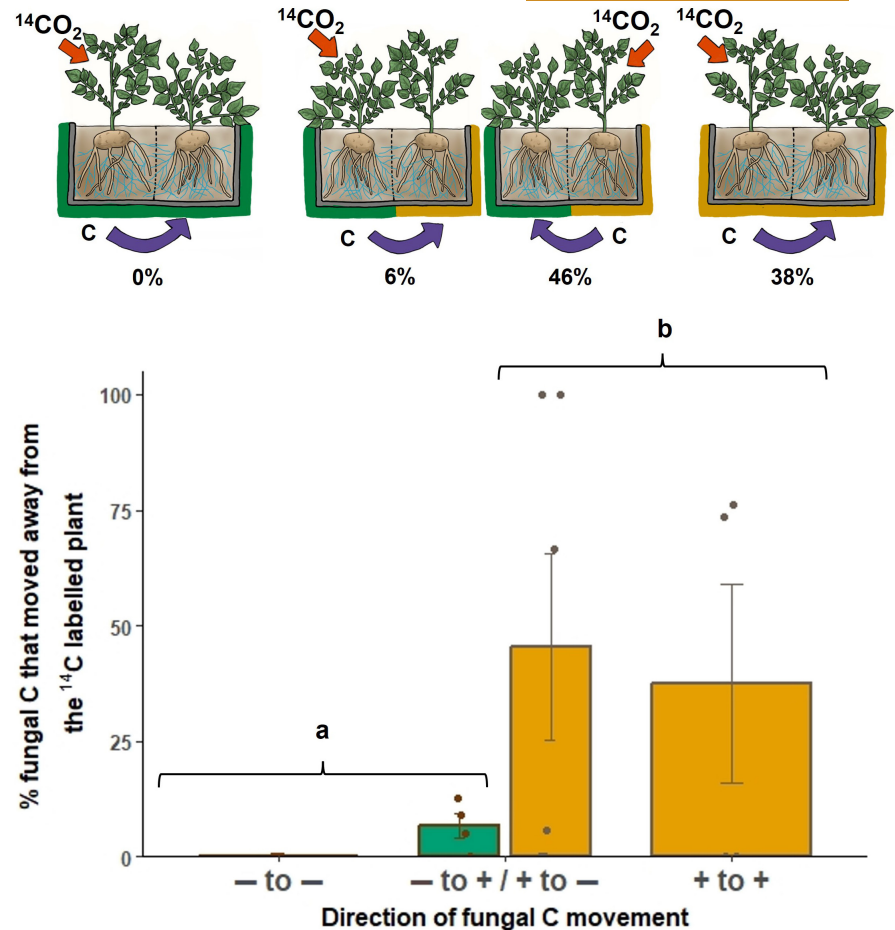 ¹⁴CO₂
¹⁴CO₂
¹⁴CO₂
¹⁴CO₂
C
C
C
C
0%
6%
46%
38%
b
a
% fungal C that moved away from
the ¹⁴C labelled plant
100
75
50
25
0
— to —
— to + / + to —
+ to +
Direction of fungal C movement